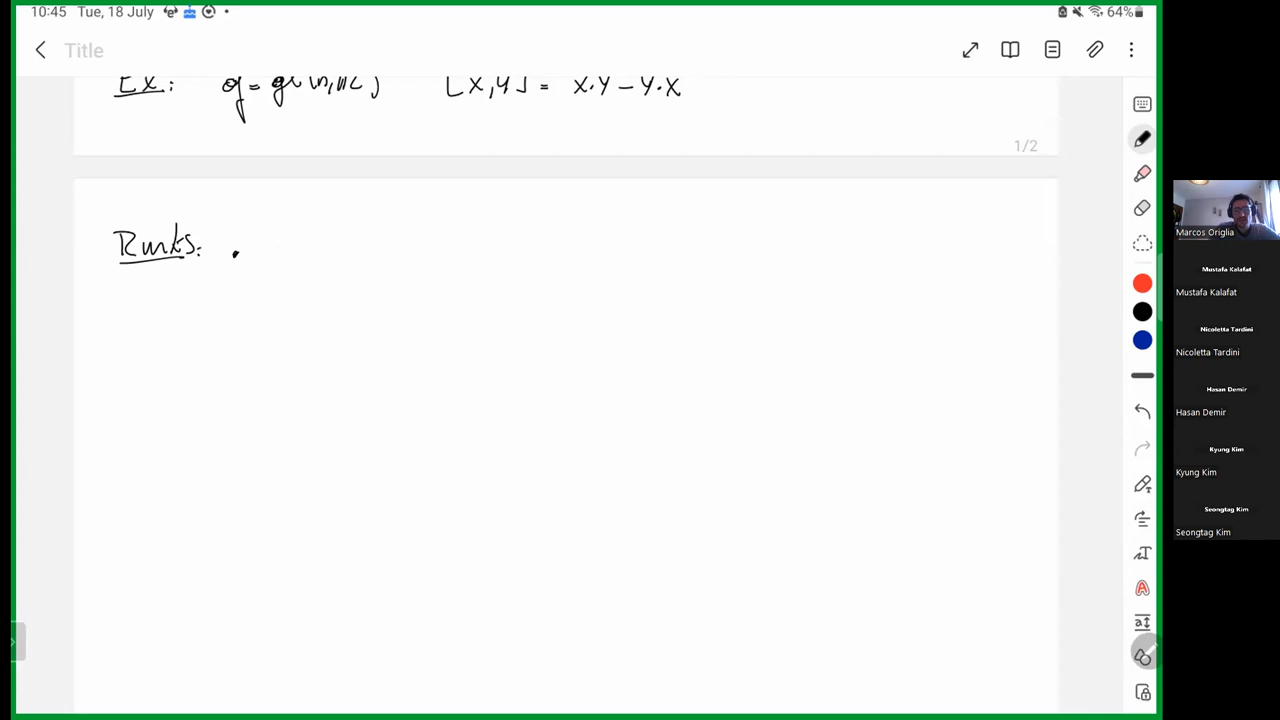 10:45 Tue, 18 July
64%
Title
Ex: g = gl(n, ) [X,Y] = X·Y − Y·X
1/2
Rmks: •
Marcos Origlia
Mustafa Kalafat
Mustafa Kalafat
Nicoletta Tardini
Nicoletta Tardini
Hasan Demir
Hasan Demir
Kyung Kim
Kyung Kim
Seongtag Kim
Seongtag Kim